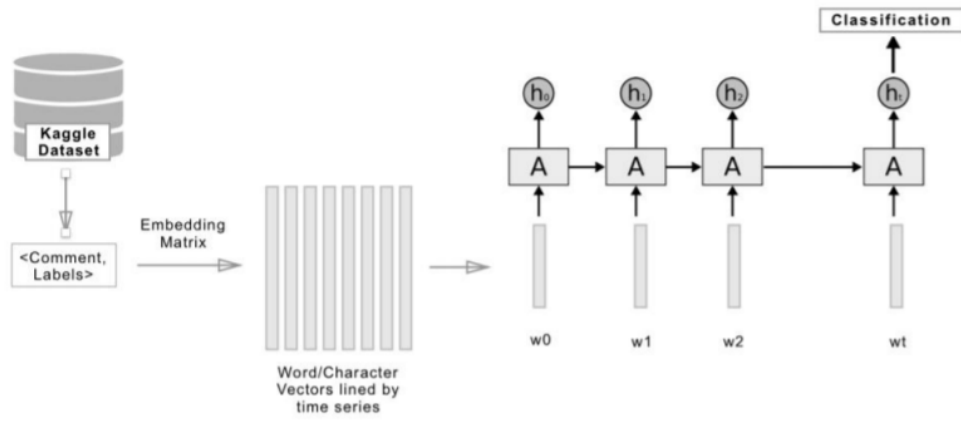 Classification
Kaggle
Dataset
<Comment,
Labels>
Embedding
Matrix
Word/Character
Vectors lined by
time series
h₀
h₁
h₂
hₜ
A
A
A
A
w0
w1
w2
wt